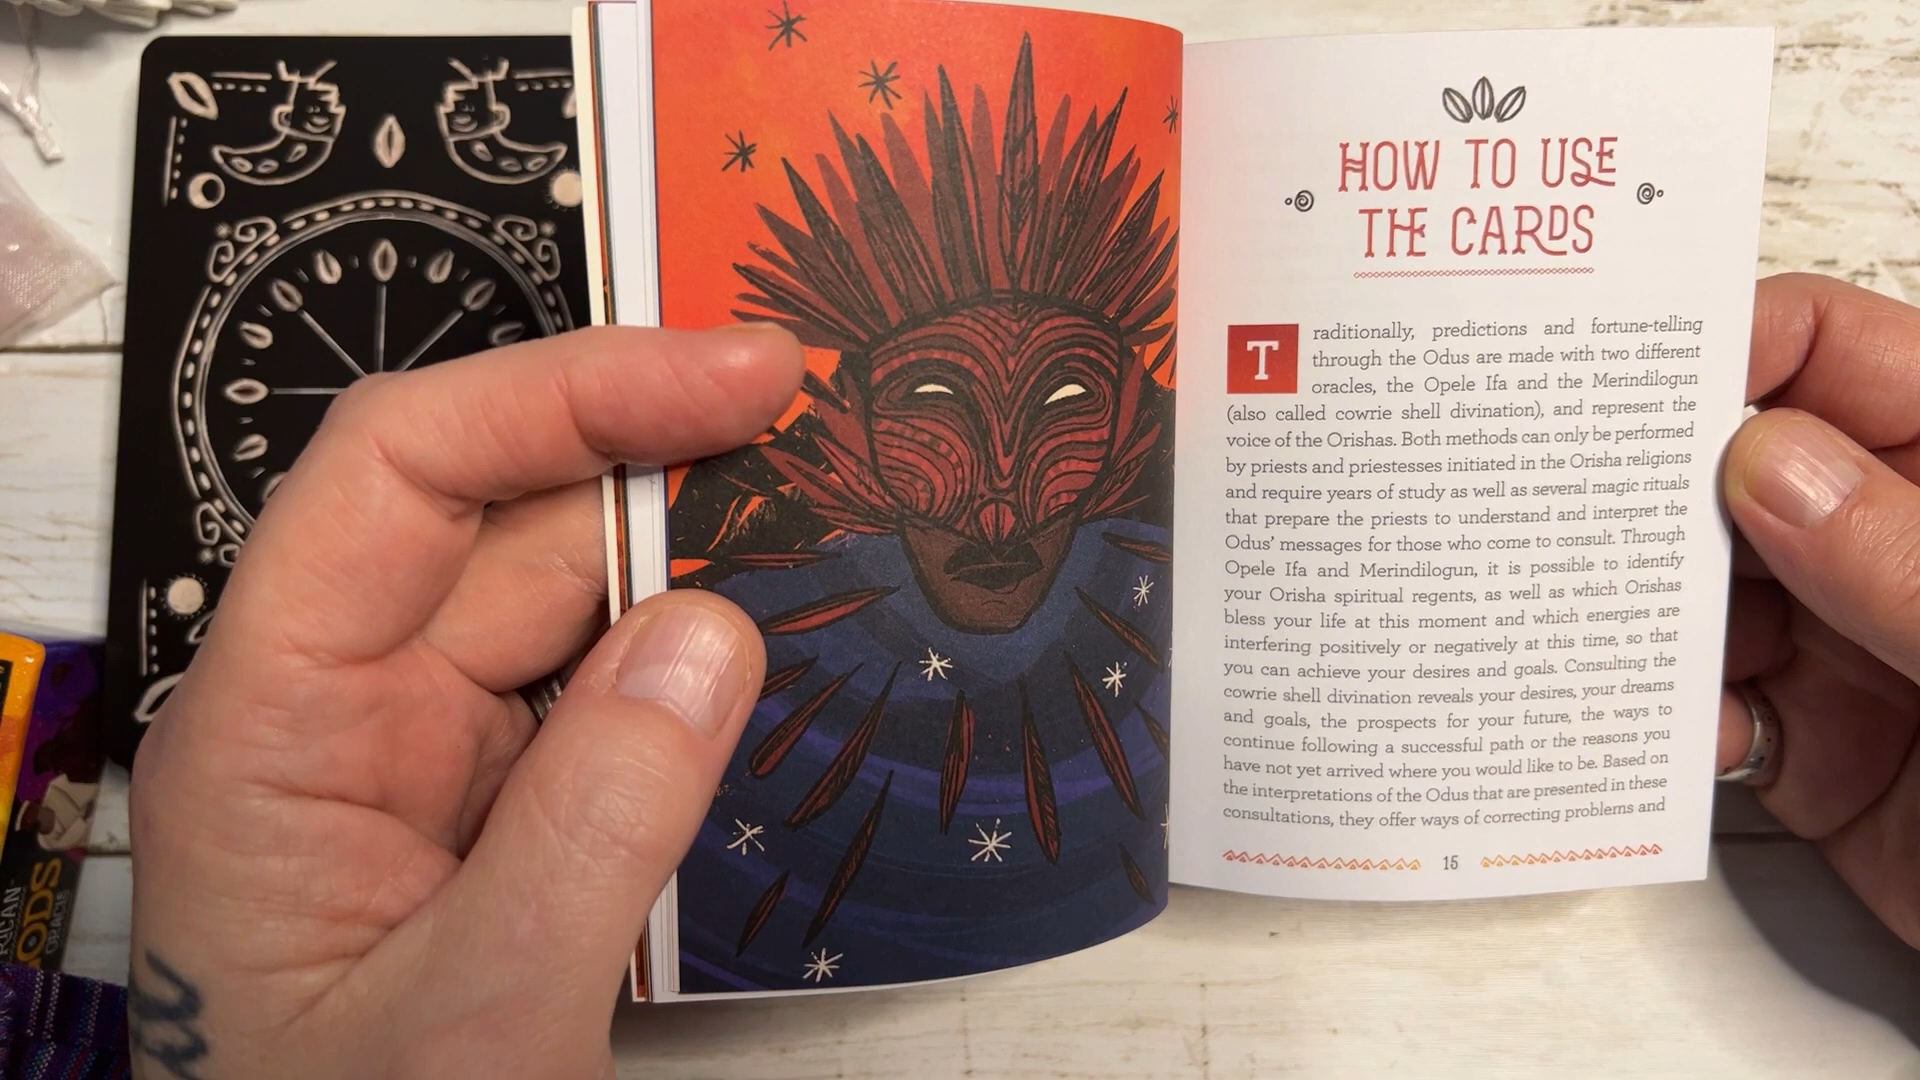 HOW TO USE
THE CARDS
Traditionally, predictions and fortune-telling
through the Odus are made with two different
oracles, the Opele Ifa and the Merindilogun
(also called cowrie shell divination), and represent the
voice of the Orishas. Both methods can only be performed
by priests and priestesses initiated in the Orisha religions
and require years of study as well as several magic rituals
that prepare the priests to understand and interpret the
Odus’ messages for those who come to consult. Through
Opele Ifa and Merindilogun, it is possible to identify
your Orisha spiritual regents, as well as which Orishas
bless your life at this moment and which energies are
interfering positively or negatively at this time, so that
you can achieve your desires and goals. Consulting the
cowrie shell divination reveals your desires, your dreams
and goals, the prospects for your future, the ways to
continue following a successful path or the reasons you
have not yet arrived where you would like to be. Based on
the interpretations of the Odus that are presented in these
consultations, they offer ways of correcting problems and
15
RICAN
ODS
ORACLE